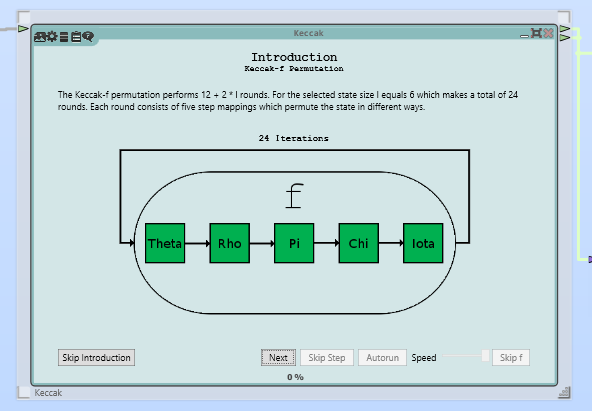 Keccak
Introduction
Keccak-f Permutation
The Keccak-f permutation performs 12 + 2 * l rounds. For the selected state size l equals 6 which makes a total of 24
rounds. Each round consists of five step mappings which permute the state in different ways.
24 Iterations
f
Theta Rho Pi Chi Iota
Skip Introduction Next Skip Step Autorun Speed Skip f
0 %
Keccak